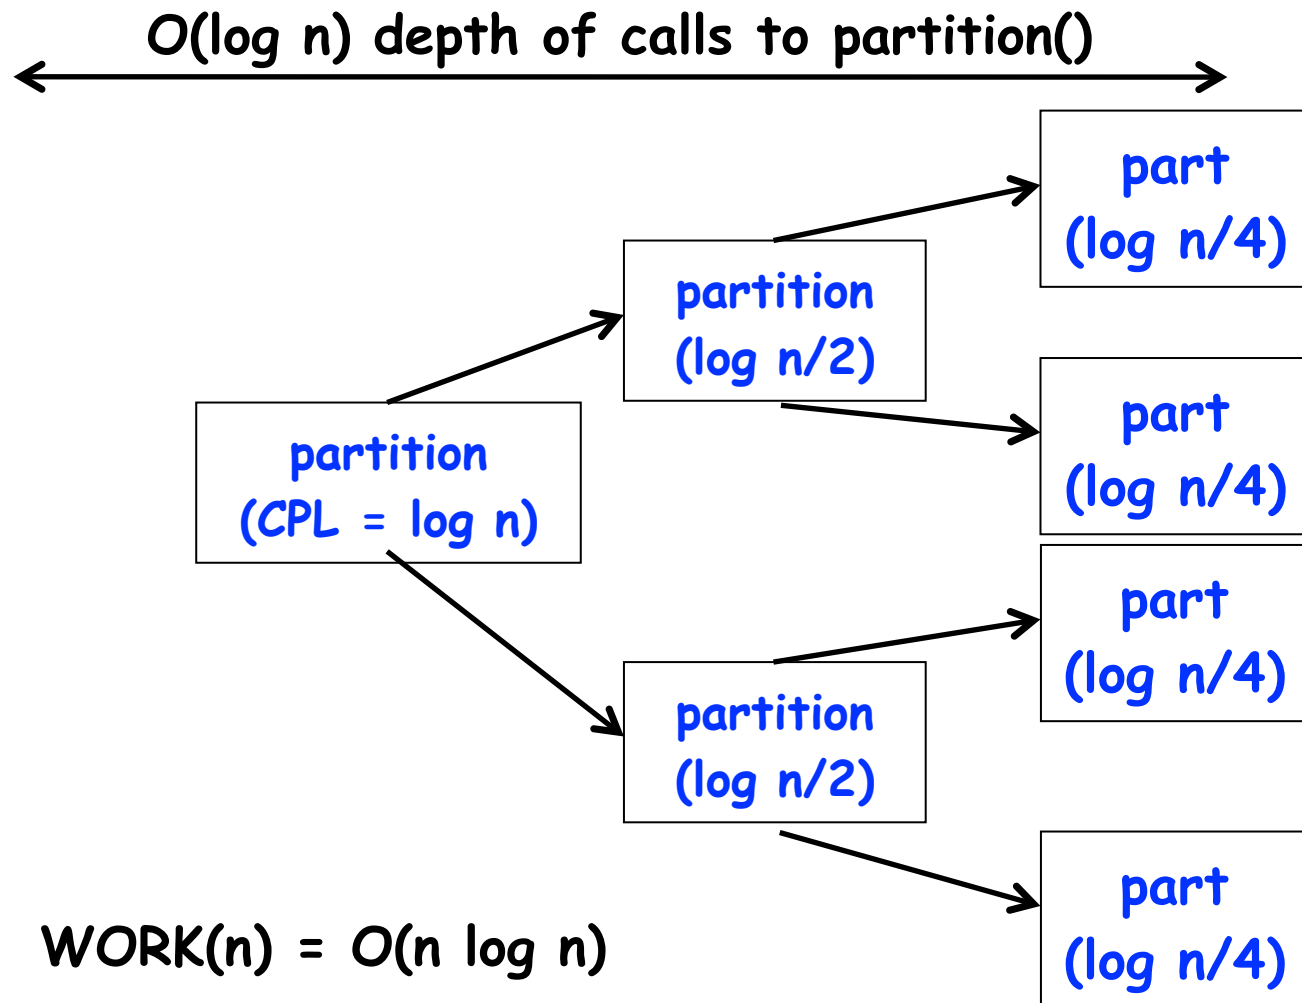 O(log n) depth of calls to partition()
partition
(CPL = log n)
partition
(log n/2)
partition
(log n/2)
part
(log n/4)
part
(log n/4)
part
(log n/4)
part
(log n/4)
WORK(n) = O(n log n)